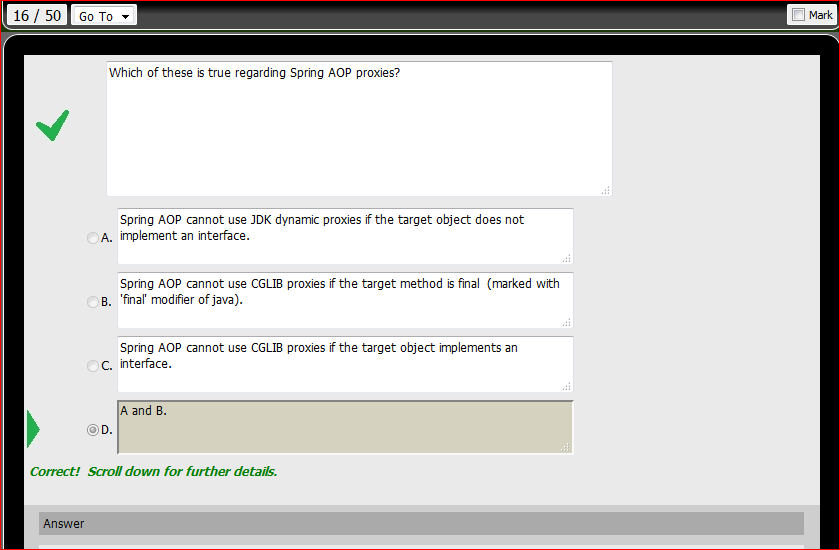 16 / 50 Go To Mark
Which of these is true regarding Spring AOP proxies?
A. Spring AOP cannot use JDK dynamic proxies if the target object does not
implement an interface.
B. Spring AOP cannot use CGLIB proxies if the target method is final (marked with
'final' modifier of java).
C. Spring AOP cannot use CGLIB proxies if the target object implements an
interface.
D. A and B.
Correct! Scroll down for further details.
Answer